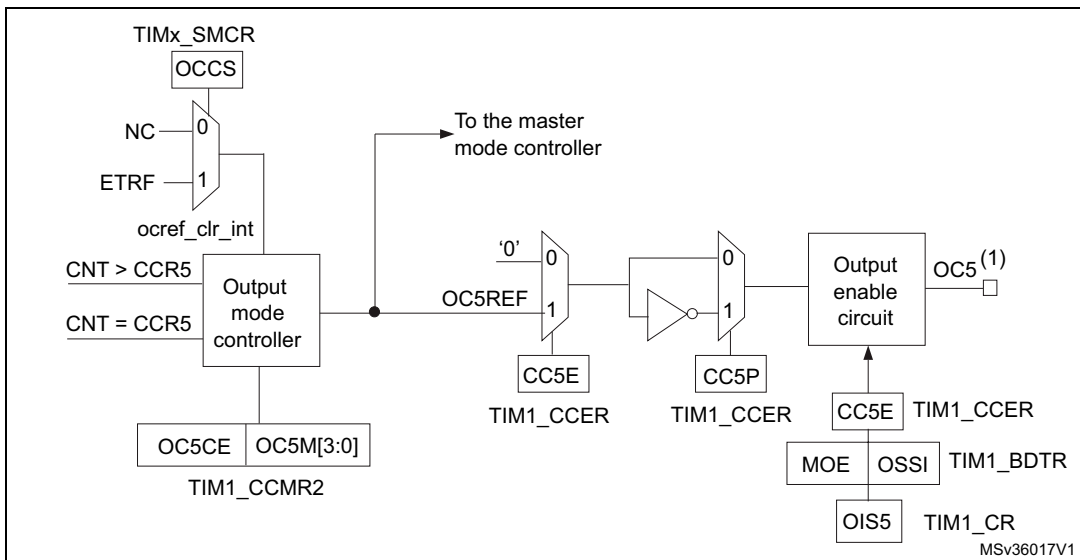 TIMx_SMCR
OCCS
NC
0
ETRF
1
ocref_clr_int
To the master
mode controller
CNT > CCR5
CNT = CCR5
Output
mode
controller
OC5CE
OC5M[3:0]
TIM1_CCMR2
'0'
0
OC5REF
1
CC5E
TIM1_CCER
0
1
CC5P
TIM1_CCER
Output
enable
circuit
OC5 (1)
CC5E
TIM1_CCER
MOE
OSSI
TIM1_BDTR
OIS5
TIM1_CR
MSv36017V1